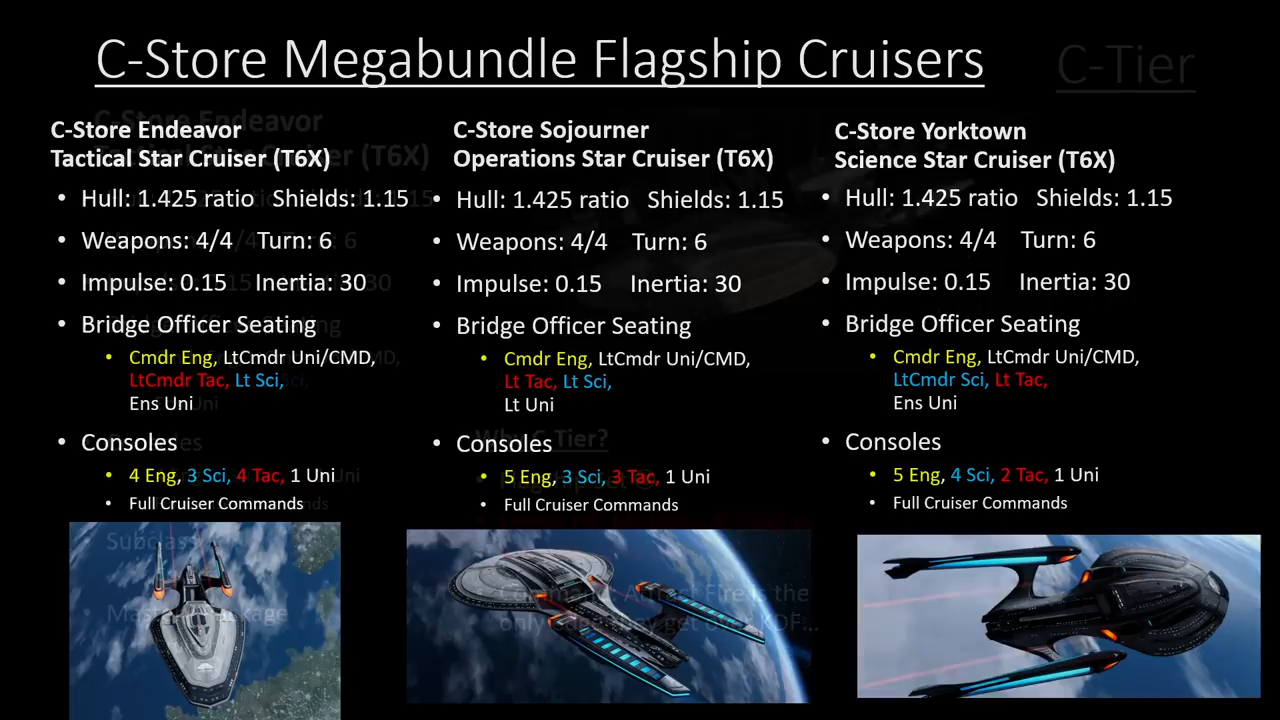 C-Store Megabundle Flagship Cruisers
C-Tier
C-Store Endeavor
Tactical Star Cruiser (T6X)
• Hull: 1.425 ratio Shields: 1.15
• Weapons: 4/4 Turn: 6
• Impulse: 0.15 Inertia: 30
• Bridge Officer Seating
• Cmdr Eng, LtCmdr Uni/CMD,
LtCmdr Tac, Lt Sci,
Ens Uni
• Consoles
• 4 Eng, 3 Sci, 4 Tac, 1 Uni
• Full Cruiser Commands
C-Store Sojourner
Operations Star Cruiser (T6X)
• Hull: 1.425 ratio Shields: 1.15
• Weapons: 4/4 Turn: 6
• Impulse: 0.15 Inertia: 30
• Bridge Officer Seating
• Cmdr Eng, LtCmdr Uni/CMD,
Lt Tac, Lt Sci,
Lt Uni
• Consoles
• 5 Eng, 3 Sci, 3 Tac, 1 Uni
• Full Cruiser Commands
C-Store Yorktown
Science Star Cruiser (T6X)
• Hull: 1.425 ratio Shields: 1.15
• Weapons: 4/4 Turn: 6
• Impulse: 0.15 Inertia: 30
• Bridge Officer Seating
• Cmdr Eng, LtCmdr Uni/CMD,
LtCmdr Sci, Lt Tac,
Ens Uni
• Consoles
• 5 Eng, 4 Sci, 2 Tac, 1 Uni
• Full Cruiser Commands